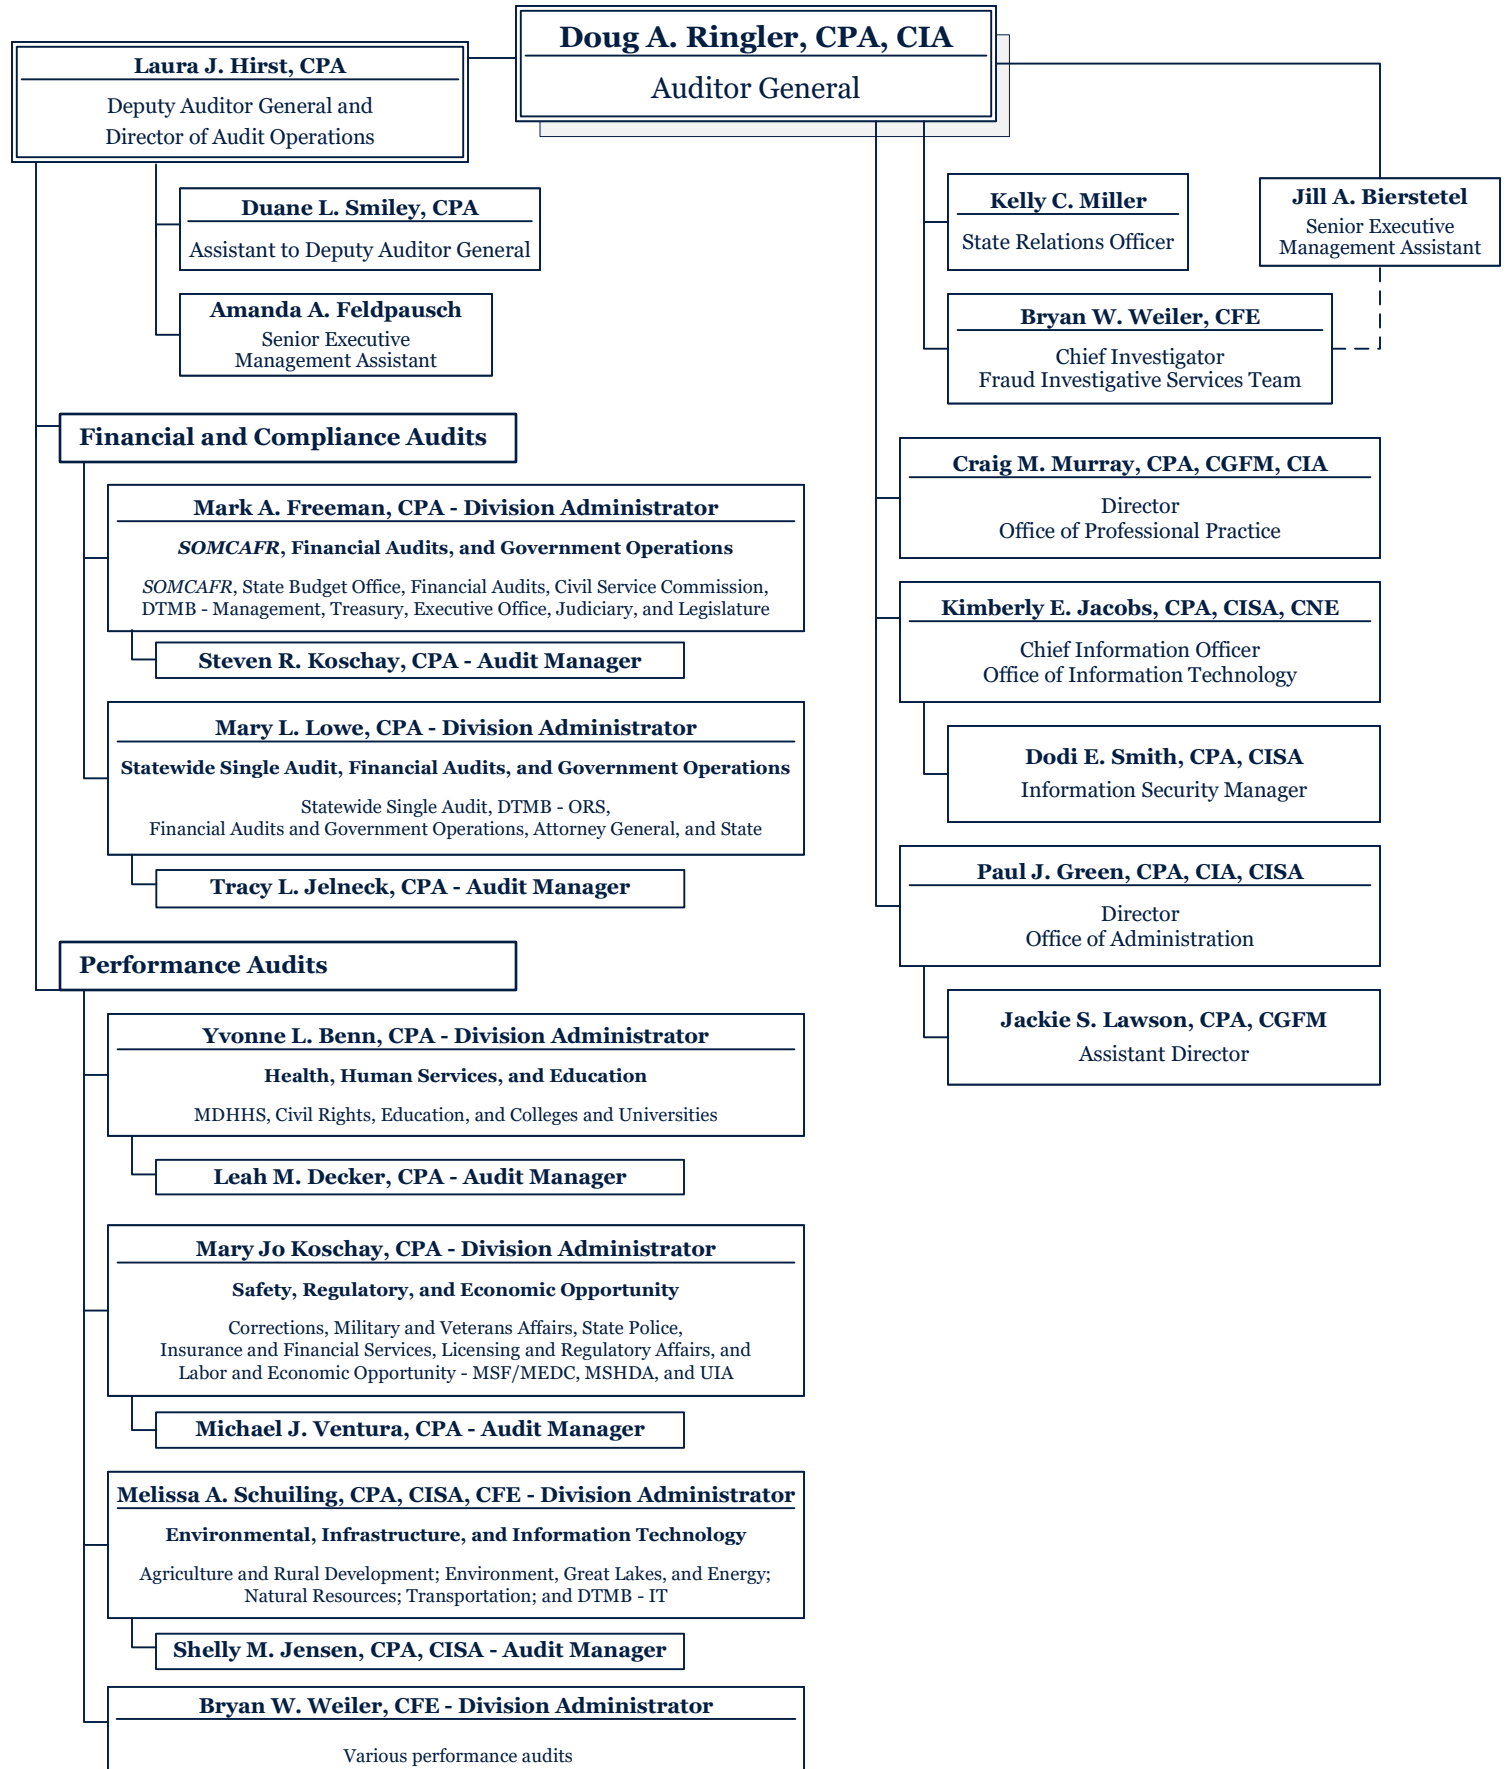 Doug A. Ringler, CPA, CIA
Auditor General
Laura J. Hirst, CPA
Deputy Auditor General and
Director of Audit Operations
Duane L. Smiley, CPA
Assistant to Deputy Auditor General
Amanda A. Feldpausch
Senior Executive
Management Assistant
Kelly C. Miller
State Relations Officer
Jill A. Bierstetel
Senior Executive
Management Assistant
Bryan W. Weiler, CFE
Chief Investigator
Fraud Investigative Services Team
Financial and Compliance Audits
Mark A. Freeman, CPA - Division Administrator
SOMCAFR, Financial Audits, and Government Operations
SOMCAFR, State Budget Office, Financial Audits, Civil Service Commission,
DTMB - Management, Treasury, Executive Office, Judiciary, and Legislature
Steven R. Koschay, CPA - Audit Manager
Mary L. Lowe, CPA - Division Administrator
Statewide Single Audit, Financial Audits, and Government Operations
Statewide Single Audit, DTMB - ORS,
Financial Audits and Government Operations, Attorney General, and State
Tracy L. Jelneck, CPA - Audit Manager
Performance Audits
Yvonne L. Benn, CPA - Division Administrator
Health, Human Services, and Education
MDHHS, Civil Rights, Education, and Colleges and Universities
Leah M. Decker, CPA - Audit Manager
Mary Jo Koschay, CPA - Division Administrator
Safety, Regulatory, and Economic Opportunity
Corrections, Military and Veterans Affairs, State Police,
Insurance and Financial Services, Licensing and Regulatory Affairs, and
Labor and Economic Opportunity - MSF/MEDC, MSHDA, and UIA
Michael J. Ventura, CPA - Audit Manager
Melissa A. Schuiling, CPA, CISA, CFE - Division Administrator
Environmental, Infrastructure, and Information Technology
Agriculture and Rural Development; Environment, Great Lakes, and Energy;
Natural Resources; Transportation; and DTMB - IT
Shelly M. Jensen, CPA, CISA - Audit Manager
Bryan W. Weiler, CFE - Division Administrator
Various performance audits
Craig M. Murray, CPA, CGFM, CIA
Director
Office of Professional Practice
Kimberly E. Jacobs, CPA, CISA, CNE
Chief Information Officer
Office of Information Technology
Dodi E. Smith, CPA, CISA
Information Security Manager
Paul J. Green, CPA, CIA, CISA
Director
Office of Administration
Jackie S. Lawson, CPA, CGFM
Assistant Director